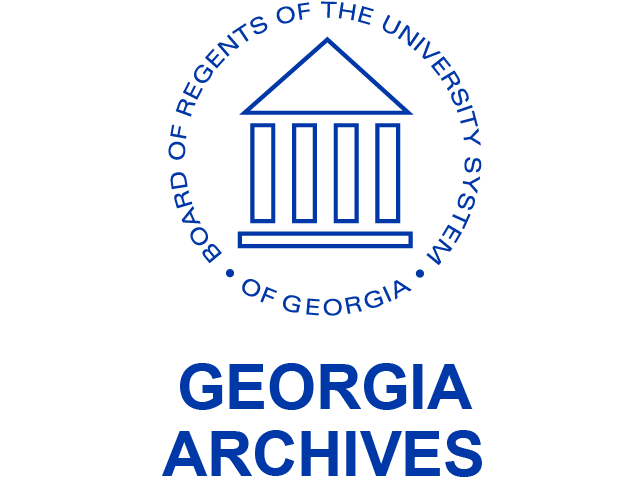 BOARD OF REGENTS OF THE UNIVERSITY SYSTEM
• OF GEORGIA •
GEORGIA
ARCHIVES